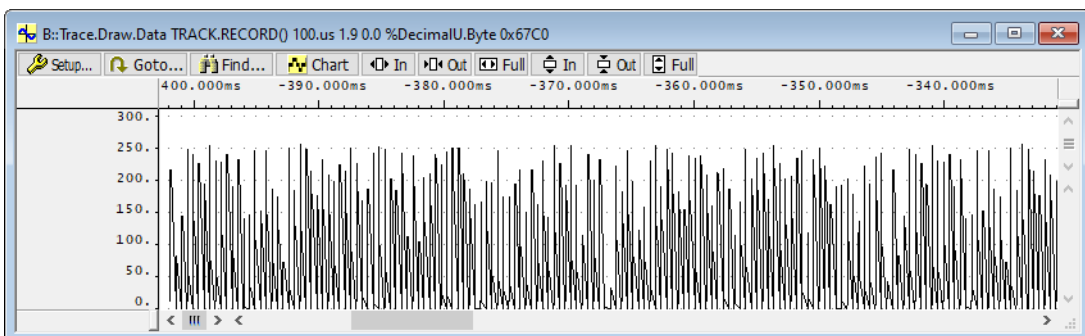 B::Trace.Draw.Data TRACK.RECORD() 100.us 1.9 0.0 %DecimalU.Byte 0x67C0
Setup... Goto... Find... Chart In Out Full In Out Full
400.000ms -390.000ms -380.000ms -370.000ms -360.000ms -350.000ms -340.000ms
300.
250.
200.
150.
100.
50.
0.